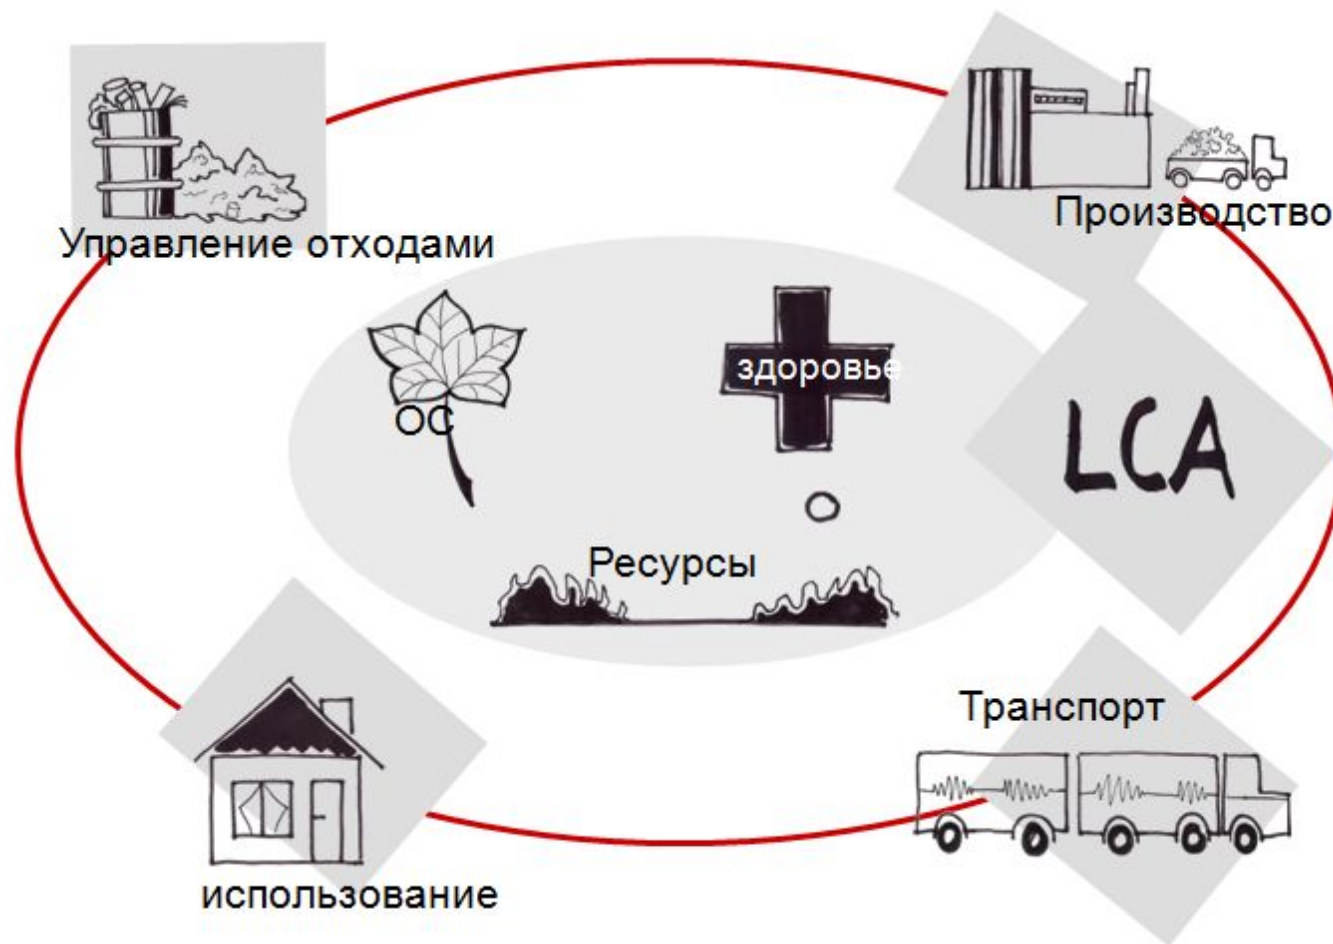 Управление отходами
Производство
ОС
здоровье
LCA
Ресурсы
Транспорт
использование